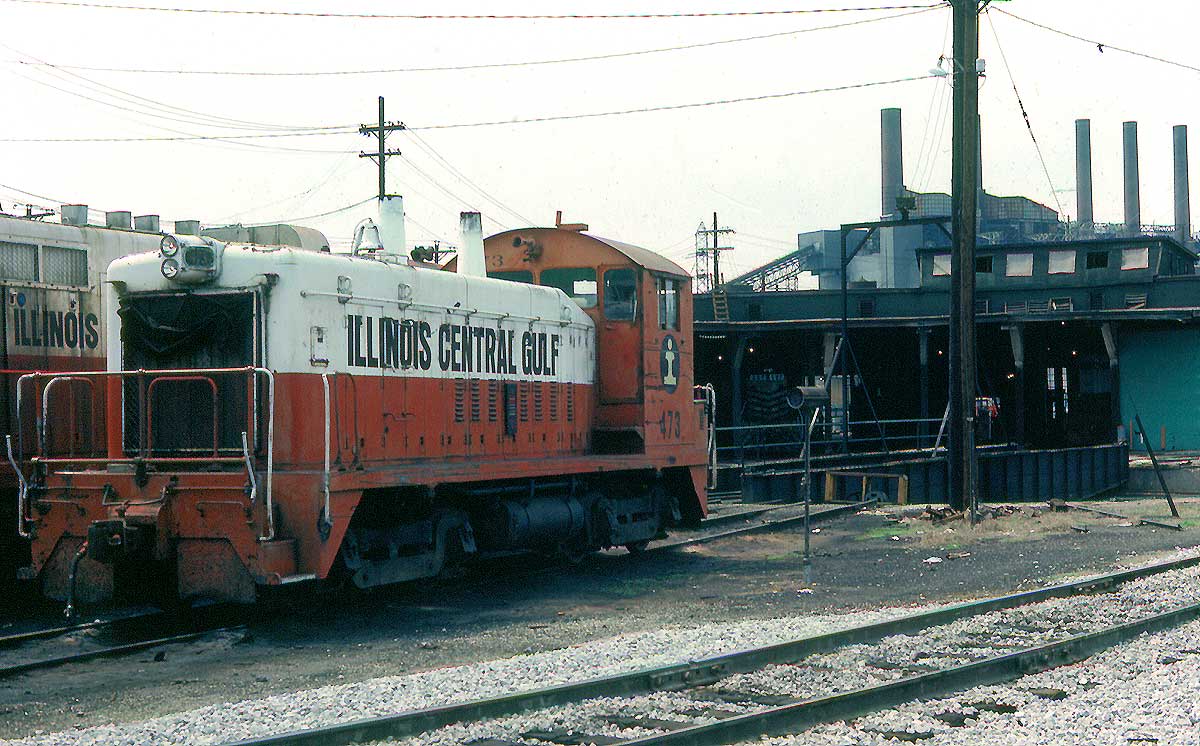 ILLINOIS
ILLINOIS CENTRAL GULF
i
473